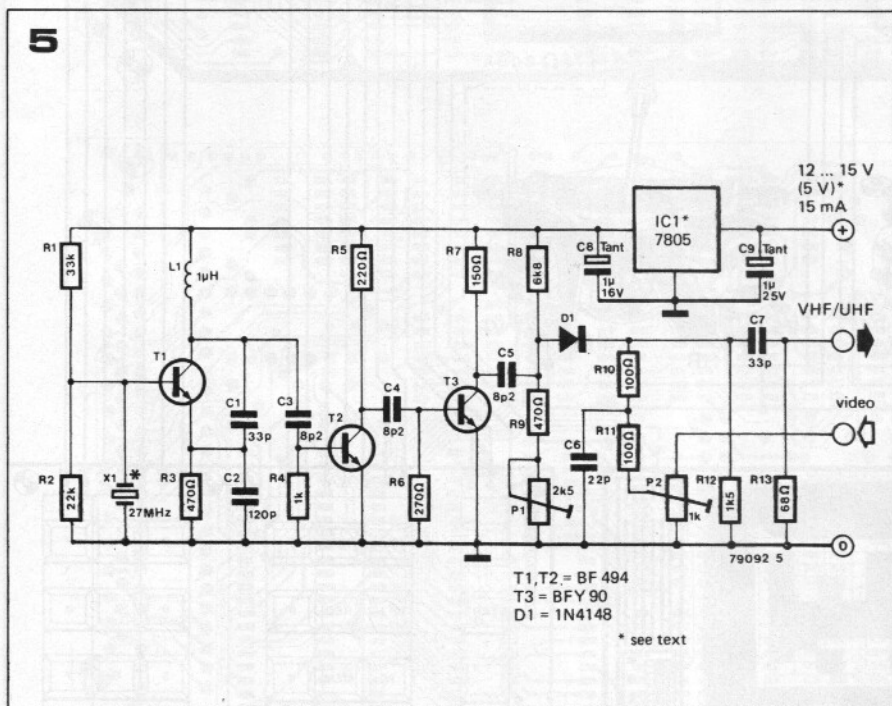 5
12 ... 15 V
(5 V)*
15 mA
+
IC1*
7805
C8 Tant
1μ
16V
C9 Tant
1μ
25V
R1
33k
L1
1μH
R5
220Ω
R7
150Ω
R8
6k8
D1
VHF/UHF
C7
33p
T1
C1
33p
C3
8p2
T2
C4
8p2
T3
C5
8p2
R9
470Ω
R10
100Ω
R11
100Ω
video
R2
22k
X1
*
27MHz
R3
470Ω
C2
120p
R4
1k
R6
270Ω
P1
2k5
C6
22p
P2
1k
R12
1k5
R13
68Ω
0
79092 5
T1,T2 = BF 494
T3 = BFY 90
D1 = 1N4148
* see text